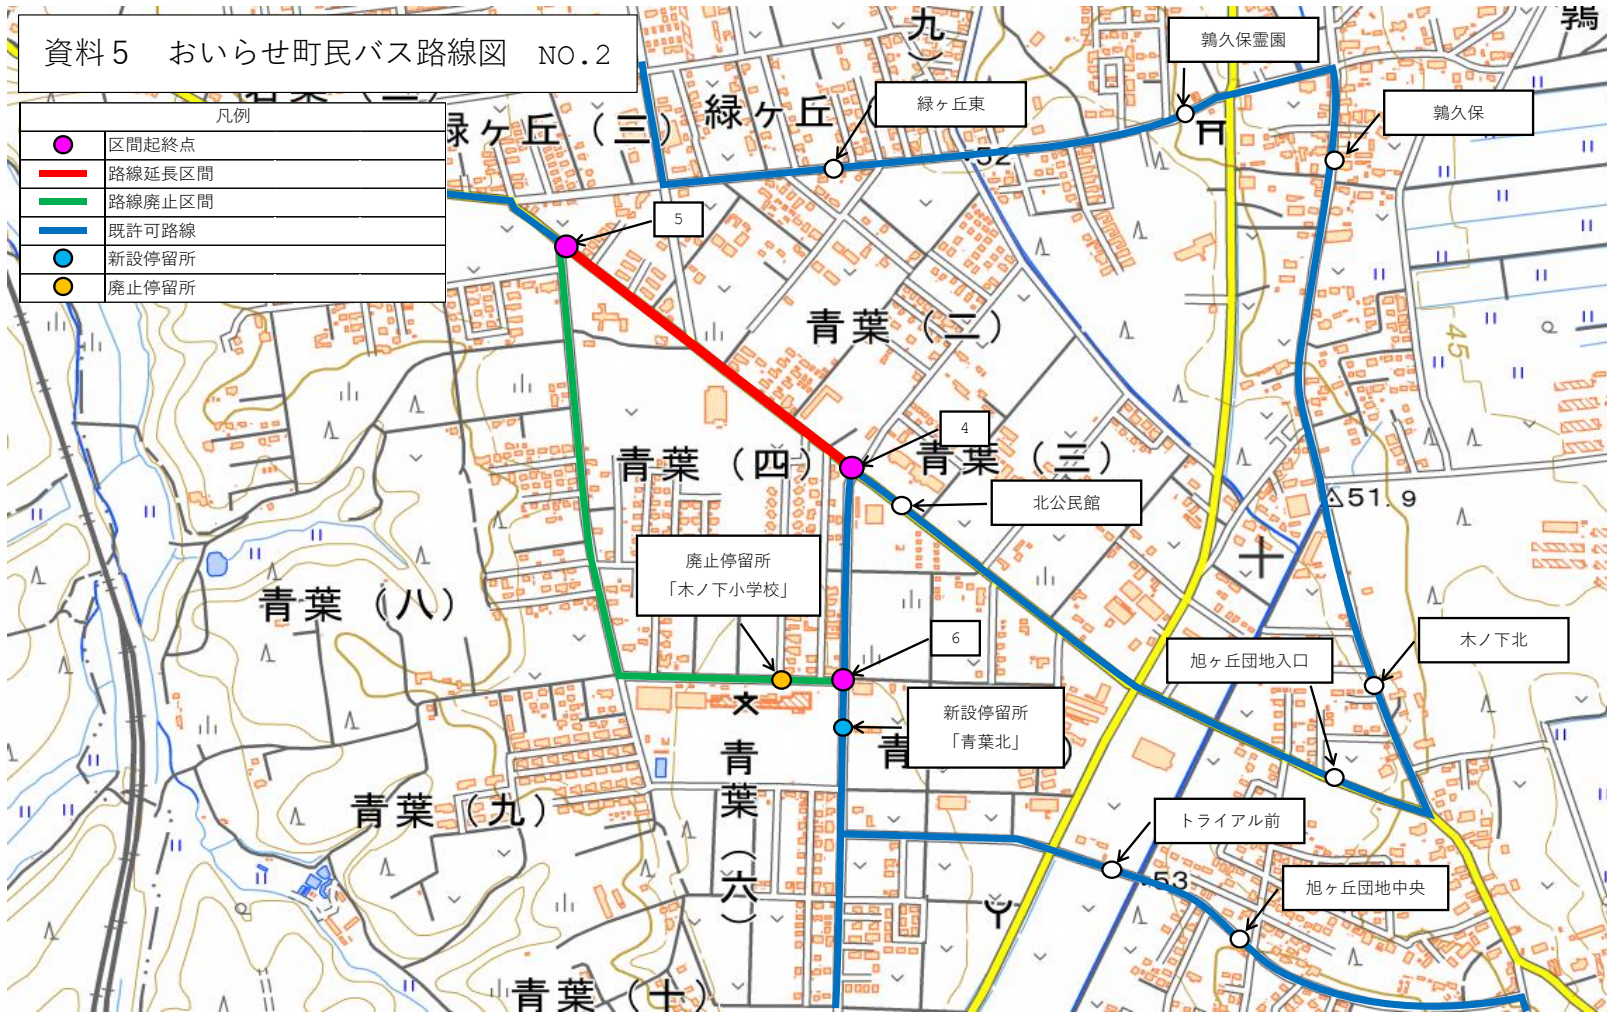 資料５　おいらせ町民バス路線図　NO.2
凡例
区間起終点
路線延長区間
路線廃止区間
既許可路線
新設停留所
廃止停留所
九
鶉
鶉久保霊園
緑ヶ丘東
鶉久保
緑ヶ丘（三）
緑ヶ丘
52
5
45
青葉（二）
4
青葉（四）
青葉（三）
北公民館
51.9
廃止停留所
「木ノ下小学校」
青葉（八）
6
木ノ下北
旭ヶ丘団地入口
新設停留所
「青葉北」
青
青葉（六）
青葉（九）
トライアル前
53
旭ヶ丘団地中央
青葉（十）